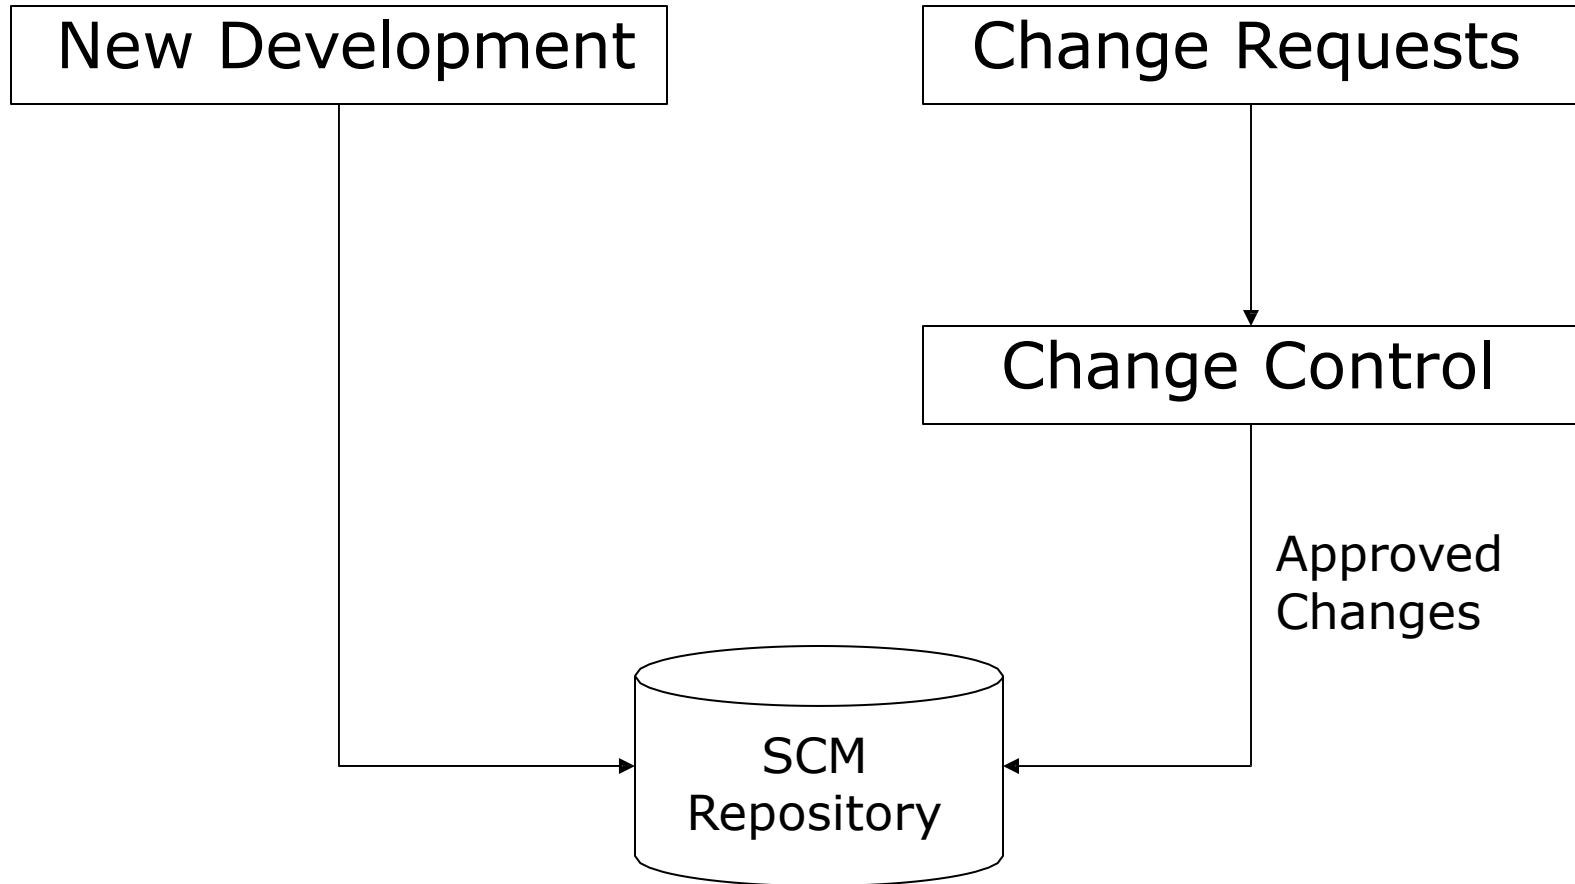 New Development
Change Requests
Change Control
Approved
Changes
SCM
Repository